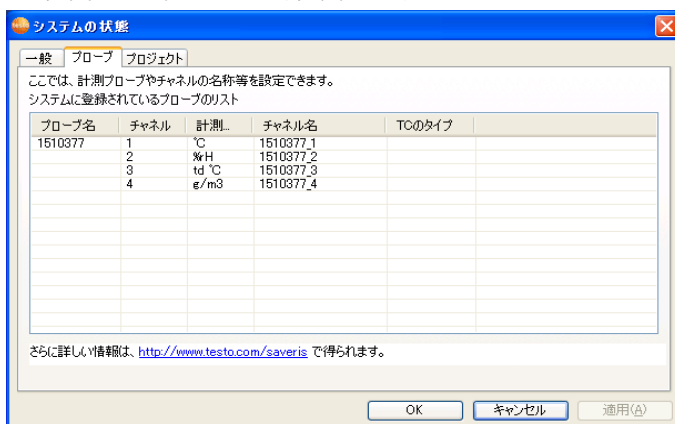 システムの状態
一般 プローブ プロジェクト
ここでは、計測プローブやチャネルの名称等を設定できます。
システムに登録されているプローブのリスト
プローブ名 チャネル 計測... チャネル名 TCのタイプ
1510377 1 ℃ 1510377_1
2 %rH 1510377_2
3 td ℃ 1510377_3
4 g/m3 1510377_4
さらに詳しい情報は、http://www.testo.com/saveris で得られます。
OK キャンセル 適用(A)